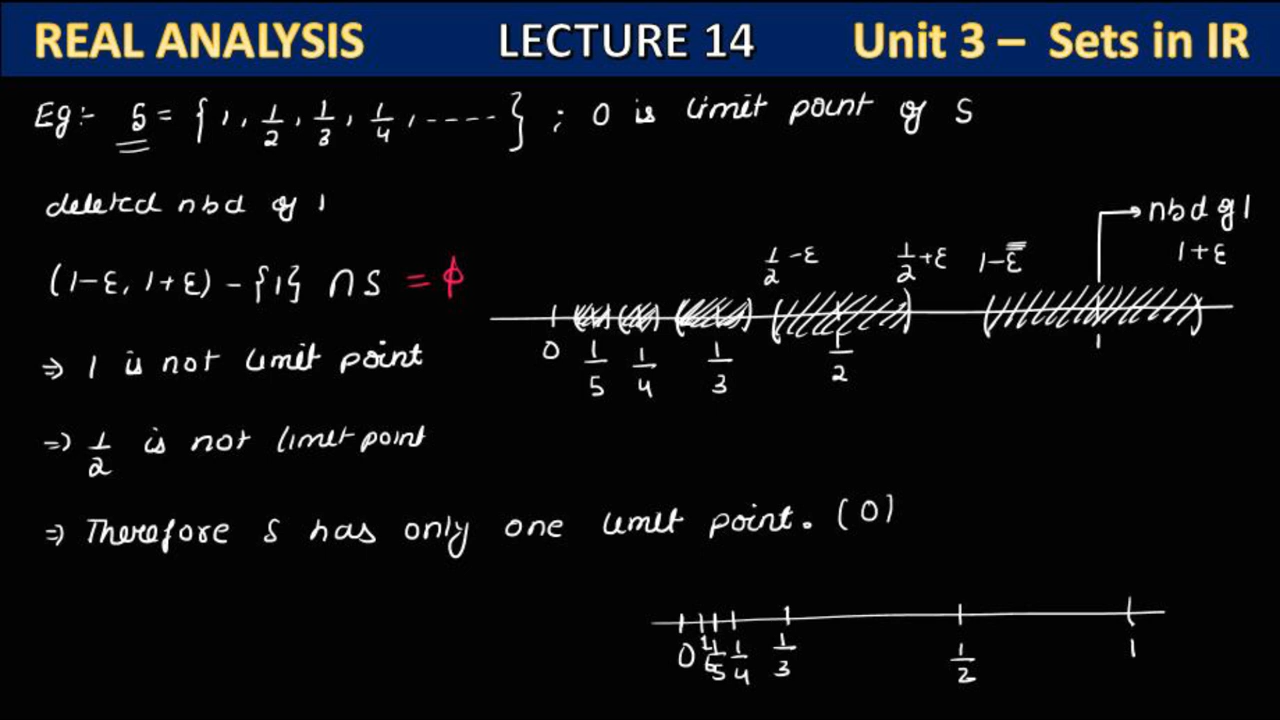 REAL ANALYSIS LECTURE 14 Unit 3 – Sets in IR
Eg:- S = { 1, 1/2, 1/3, 1/4, ----- } ; 0 is limit point of S
deleted nbd of 1
nbd of 1
1/2 -ε 1/2 +ε 1-ε 1+ε
(1-ε, 1+ε) - {1} ∩ S = ϕ
0 1/5 1/4 1/3 1/2 1
⇒ 1 is not limit point
⇒ 1/2 is not limit point
⇒ Therefore S has only one limit point. (0)
0 1/6 1/5 1/4 1/3 1/2 1